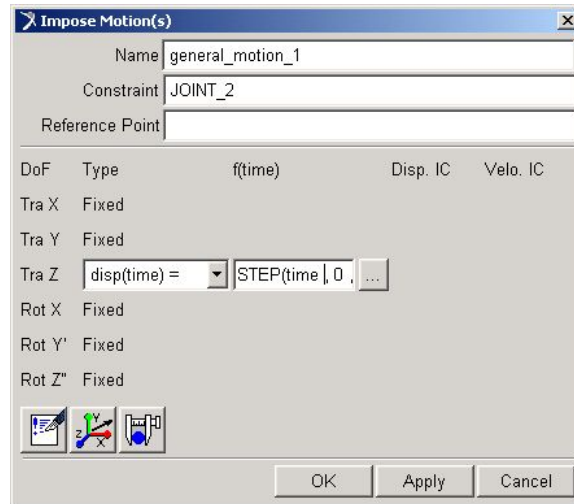 Impose Motion(s)
Name general_motion_1
Constraint JOINT_2
Reference Point
DoF Type f(time) Disp. IC Velo. IC
Tra X Fixed
Tra Y Fixed
Tra Z disp(time) = STEP(time , 0 , ...
Rot X Fixed
Rot Y' Fixed
Rot Z" Fixed
OK Apply Cancel